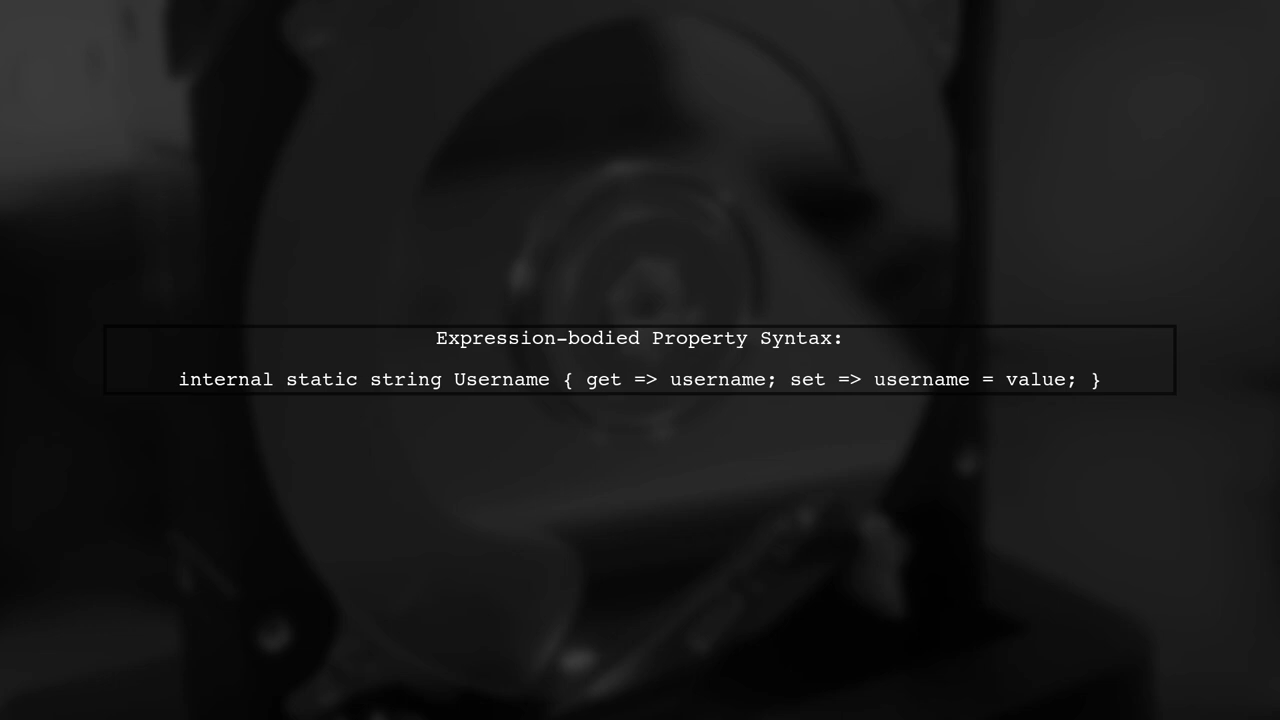 Expression-bodied Property Syntax:
internal static string Username { get => username; set => username = value; }